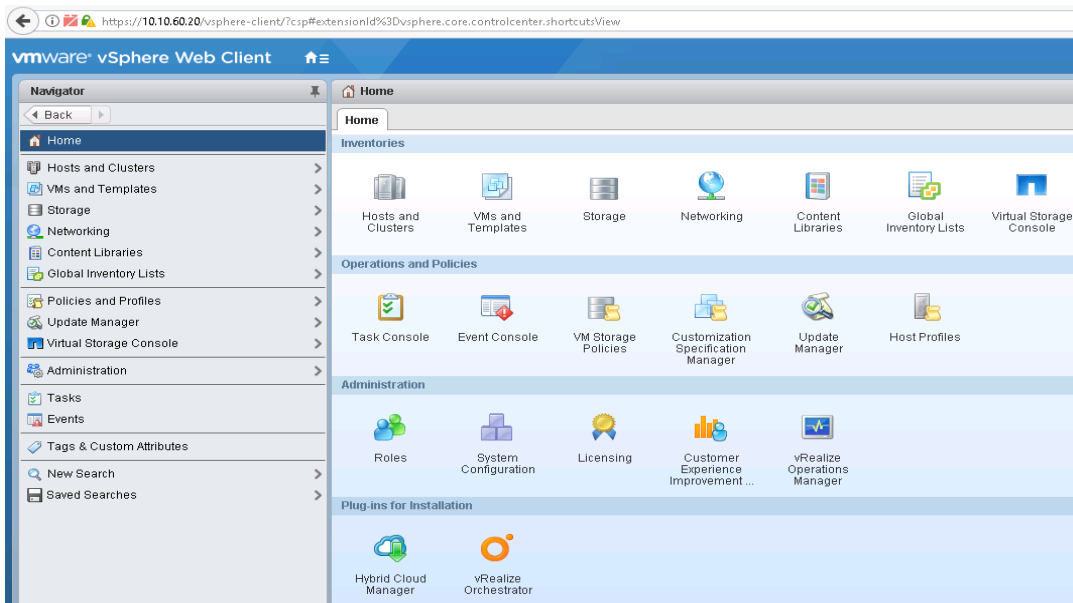 https://10.10.60.20/vsphere-client/?csp#extensionId%3Dvsphere.core.controlcenter.shortcutsView
vmware® vSphere Web Client
Navigator
Back
Home
Hosts and Clusters
VMs and Templates
Storage
Networking
Content Libraries
Global Inventory Lists
Policies and Profiles
Update Manager
Virtual Storage Console
Administration
Tasks
Events
Tags & Custom Attributes
New Search
Saved Searches
Home
Home
Inventories
Hosts and
Clusters
VMs and
Templates
Storage
Networking
Content
Libraries
Global
Inventory Lists
Virtual Storage
Console
Operations and Policies
Task Console
Event Console
VM Storage
Policies
Customization
Specification
Manager
Update
Manager
Host Profiles
Administration
Roles
System
Configuration
Licensing
Customer
Experience
Improvement ...
vRealize
Operations
Manager
Plug-ins for Installation
Hybrid Cloud
Manager
vRealize
Orchestrator